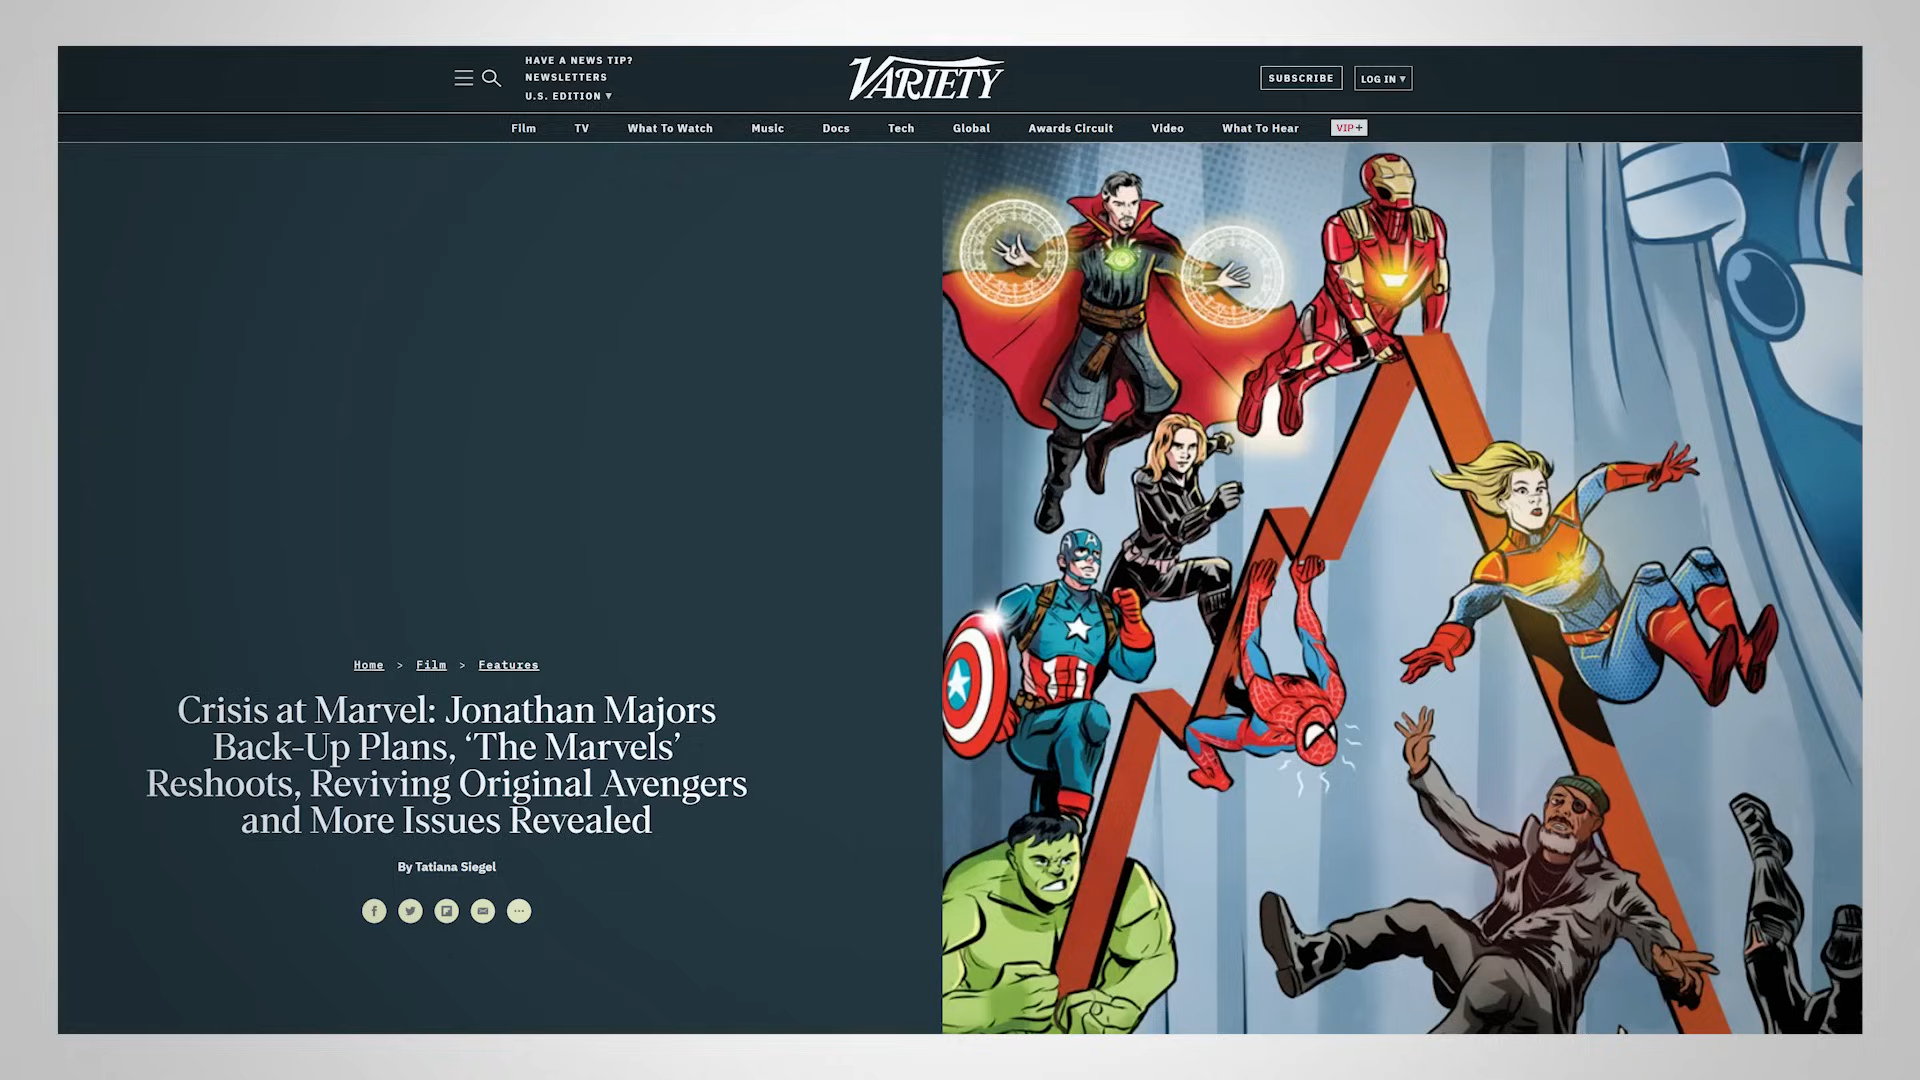 HAVE A NEWS TIP?
NEWSLETTERS
U.S. EDITION ▼
VARIETY
SUBSCRIBE
LOG IN ▼
Film TV What To Watch Music Docs Tech Global Awards Circuit Video What To Hear VIP+
Home > Film > Features
Crisis at Marvel: Jonathan Majors
Back-Up Plans, ‘The Marvels’
Reshoots, Reviving Original Avengers
and More Issues Revealed
By Tatiana Siegel
A